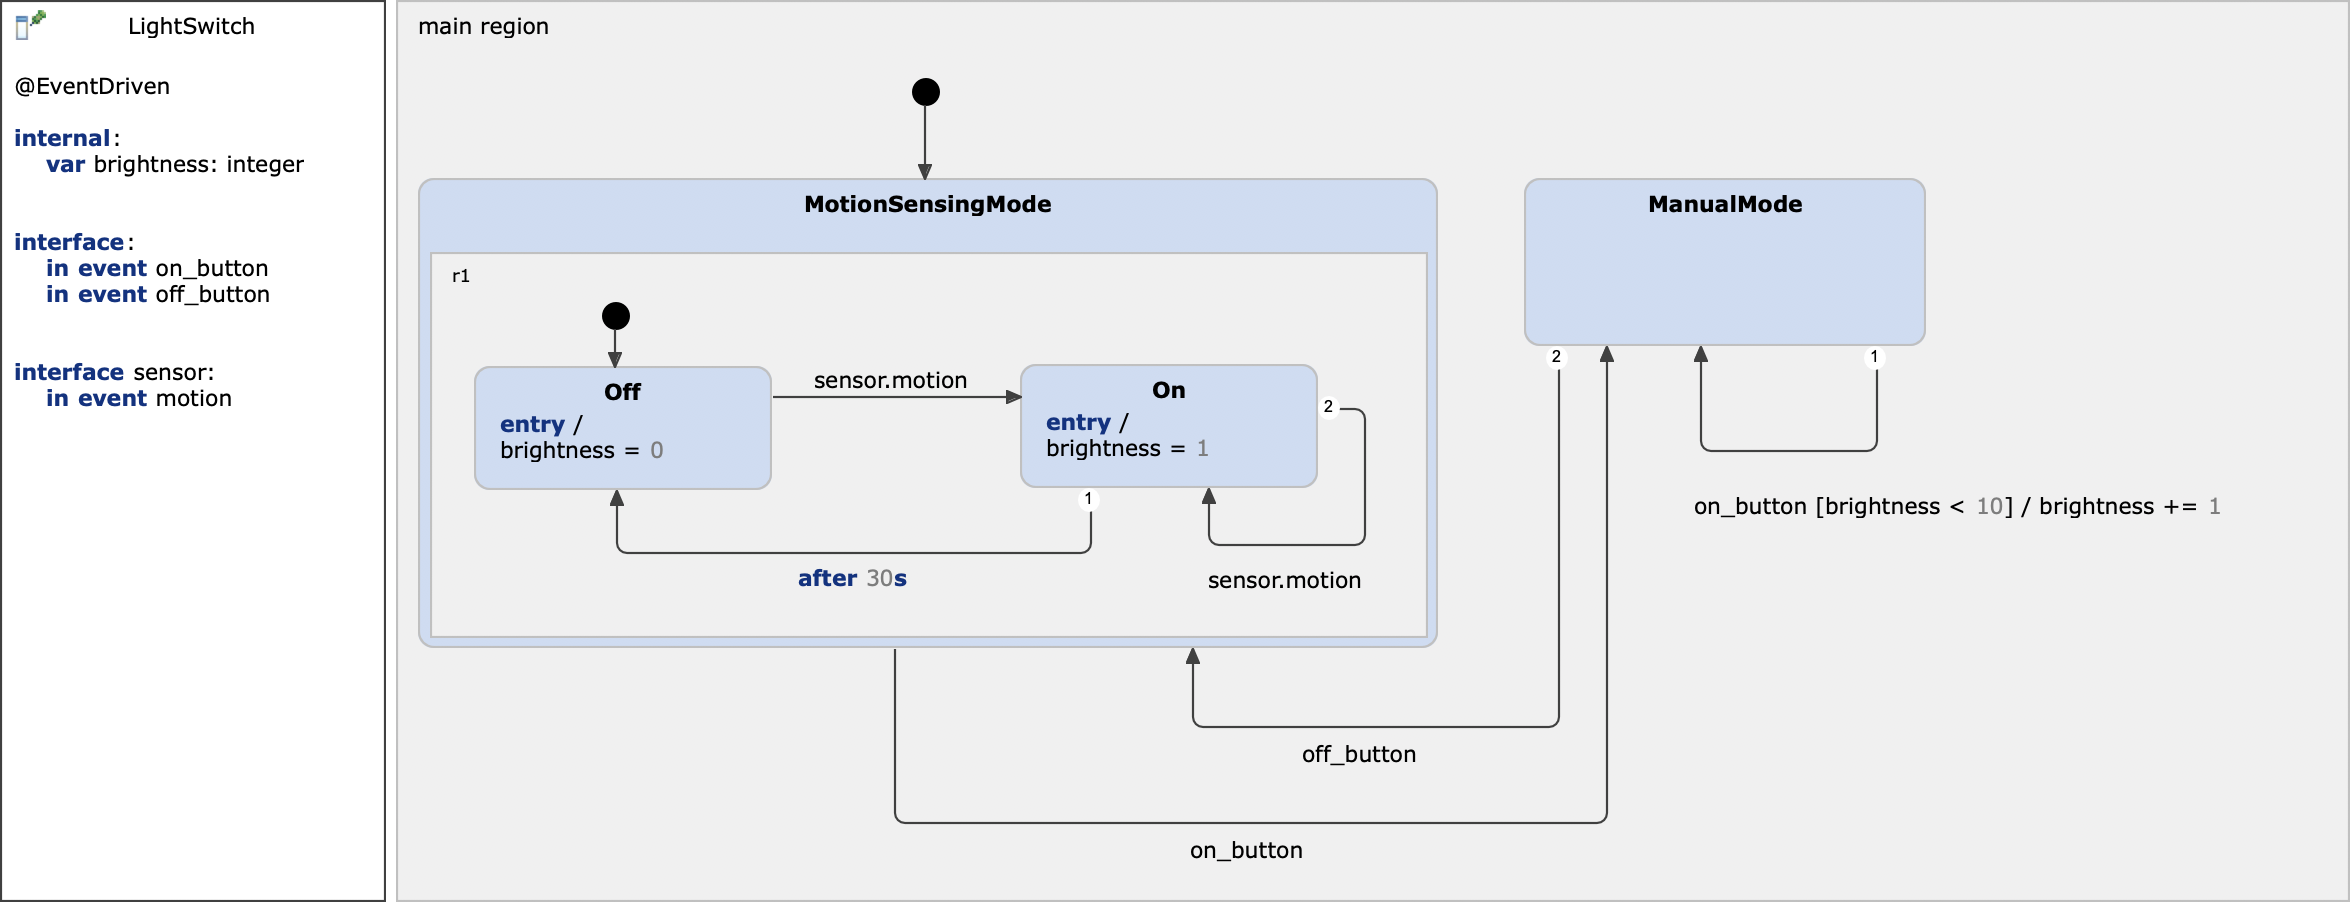 LightSwitch
@EventDriven
internal:
var brightness: integer
interface:
in event on_button
in event off_button
interface sensor:
in event motion
main region
MotionSensingMode
r1
Off
entry /
brightness = 0
sensor.motion
On
entry /
brightness = 1
2
1
after 30s
sensor.motion
ManualMode
2
1
on_button [brightness < 10] / brightness += 1
off_button
on_button